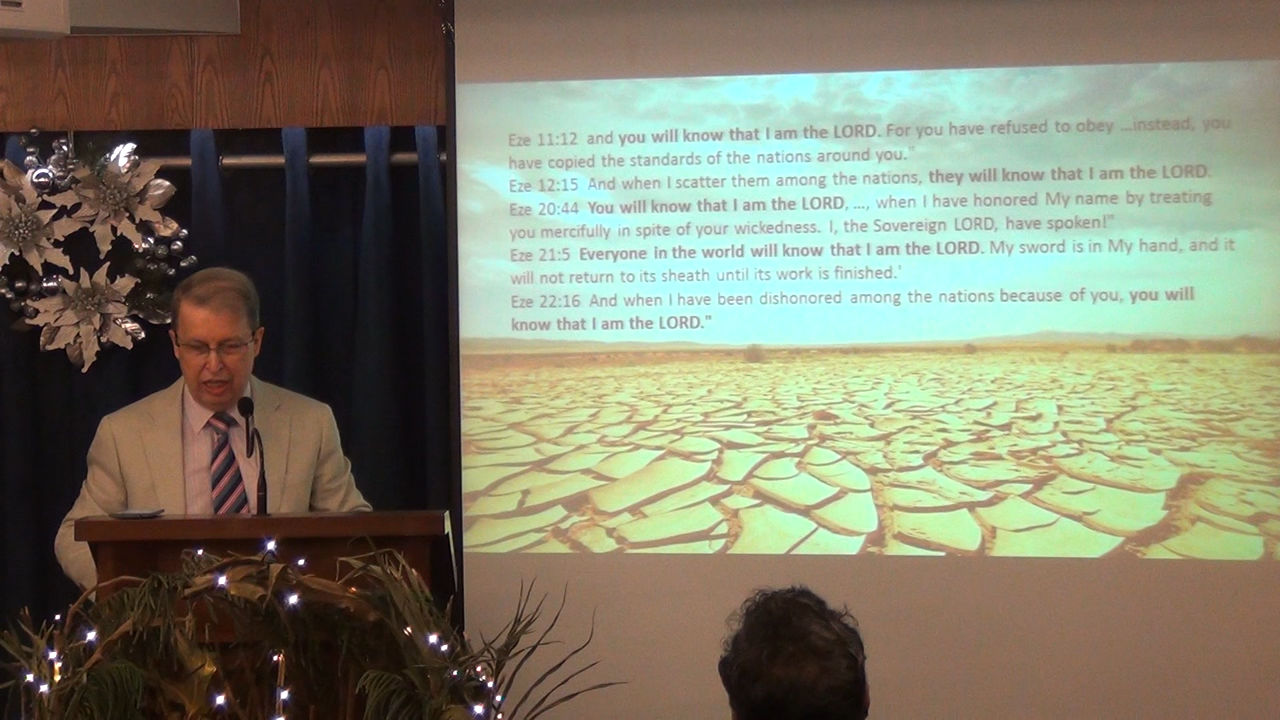 Eze 11:12 and you will know that I am the LORD. For you have refused to obey ...instead, you
have copied the standards of the nations around you."
Eze 12:15 And when I scatter them among the nations, they will know that I am the LORD.
Eze 20:44 You will know that I am the LORD, ..., when I have honored My name by treating
you mercifully in spite of your wickedness. I, the Sovereign LORD, have spoken!"
Eze 21:5 Everyone in the world will know that I am the LORD. My sword is in My hand, and it
will not return to its sheath until its work is finished.'
Eze 22:16 And when I have been dishonored among the nations because of you, you will
know that I am the LORD."